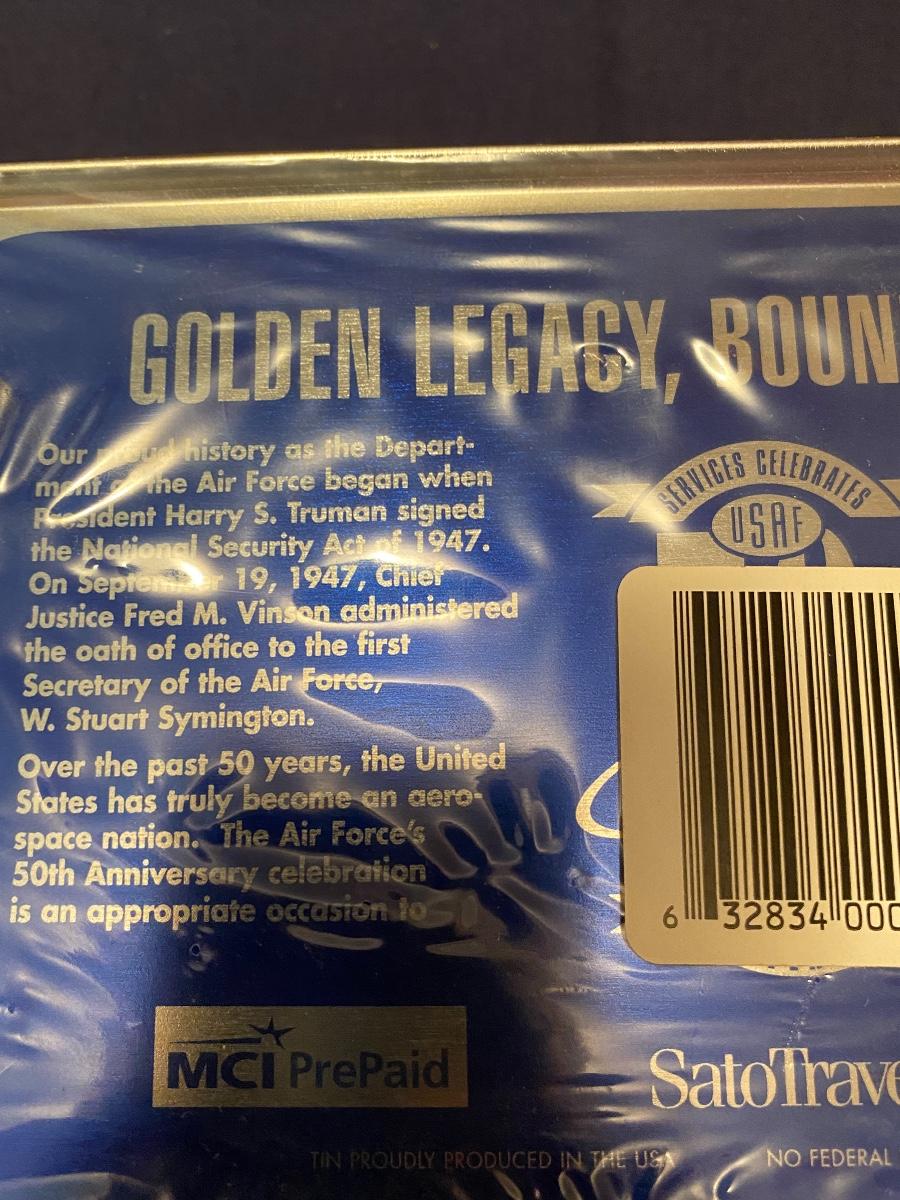 GOLDEN LEGACY, BOUN
Our proud history as the Depart-
ment of the Air Force began when
President Harry S. Truman signed
the National Security Act of 1947.
On September 19, 1947, Chief
Justice Fred M. Vinson administered
the oath of office to the first
Secretary of the Air Force,
W. Stuart Symington.
Over the past 50 years, the United
States has truly become an aero-
space nation. The Air Force's
50th Anniversary celebration
is an appropriate occasion to
SERVICES CELEBRATES
USAF
6 32834 000
MCI PrePaid
SatoTrave
TIN PROUDLY PRODUCED IN THE USA
NO FEDERAL